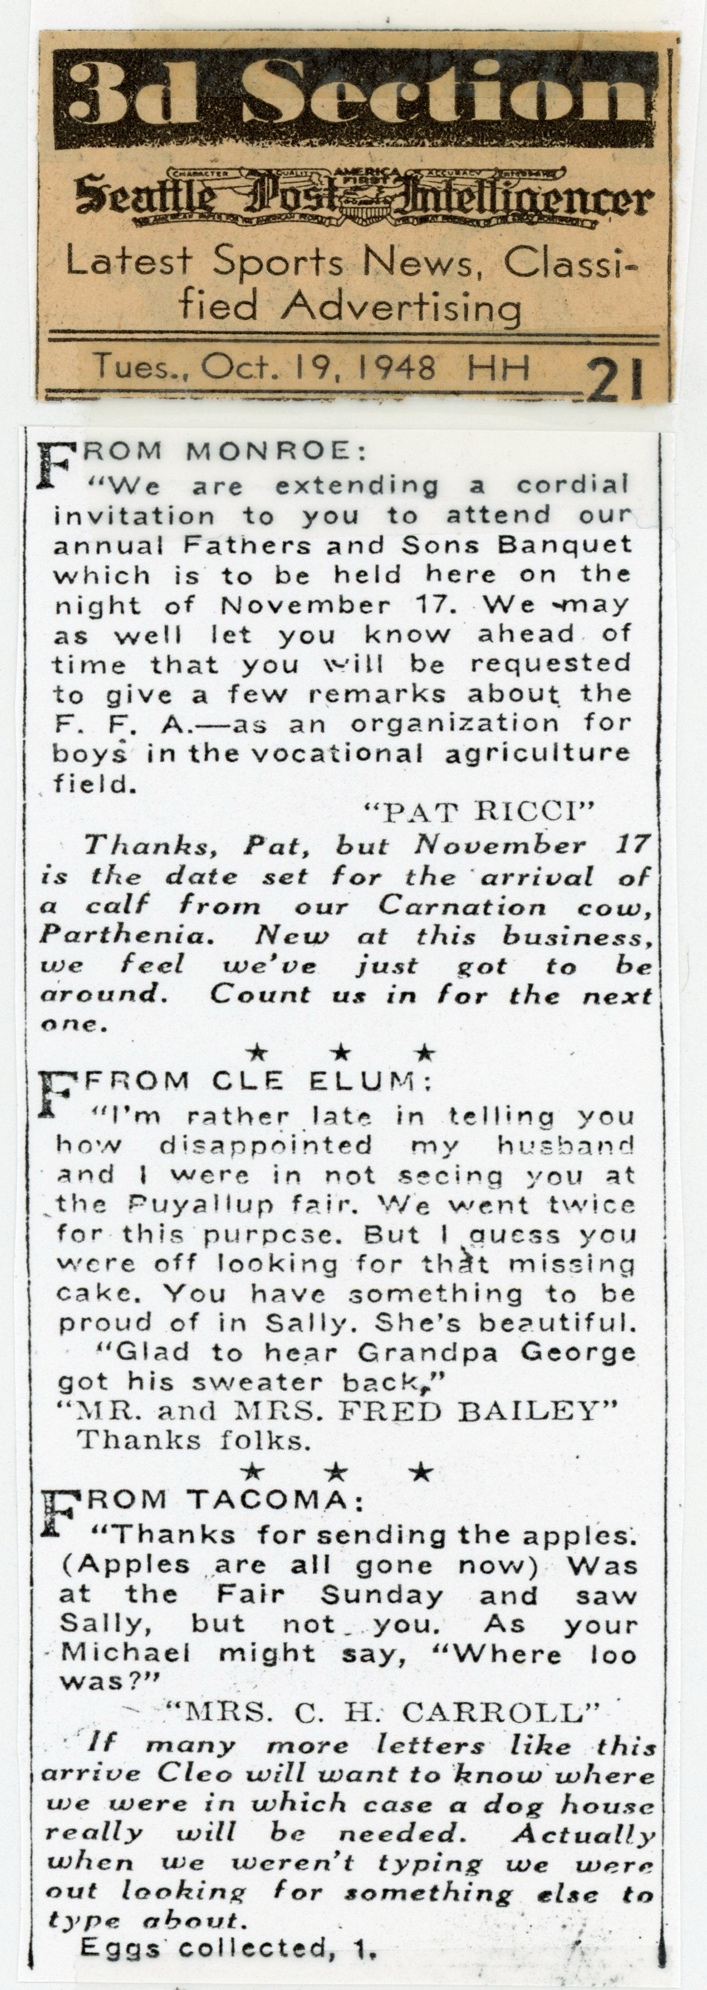 3d Section
CHARACTER QUALITY AMERICA FIRST ACCURACY ENTERPRISE
Seattle Post Intelligencer
Latest Sports News, Classi-
fied Advertising
Tues., Oct. 19, 1948 HH 21
FROM MONROE:
"We are extending a cordial
invitation to you to attend our
annual Fathers and Sons Banquet
which is to be held here on the
night of November 17. We may
as well let you know ahead of
time that you will be requested
to give a few remarks about the
F. F. A.—as an organization for
boys in the vocational agriculture
field.
"PAT RICCI"
Thanks, Pat, but November 17
is the date set for the arrival of
a calf from our Carnation cow,
Parthenia. New at this business,
we feel we've just got to be
around. Count us in for the next
one.
★ ★ ★
FFROM CLE ELUM:
"I'm rather late in telling you
how disappointed my husband
and I were in not seeing you at
the Puyallup fair. We went twice
for this purpose. But I guess you
were off looking for that missing
cake. You have something to be
proud of in Sally. She's beautiful.
"Glad to hear Grandpa George
got his sweater back,"
"MR. and MRS. FRED BAILEY"
Thanks folks.
★ ★ ★
FROM TACOMA:
"Thanks for sending the apples.
(Apples are all gone now) Was
at the Fair Sunday and saw
Sally, but not you. As your
Michael might say, "Where loo
was?"
"MRS. C. H. CARROLL"
If many more letters like this
arrive Cleo will want to know where
we were in which case a dog house
really will be needed. Actually
when we weren't typing we were
out looking for something else to
type about.
Eggs collected, 1.